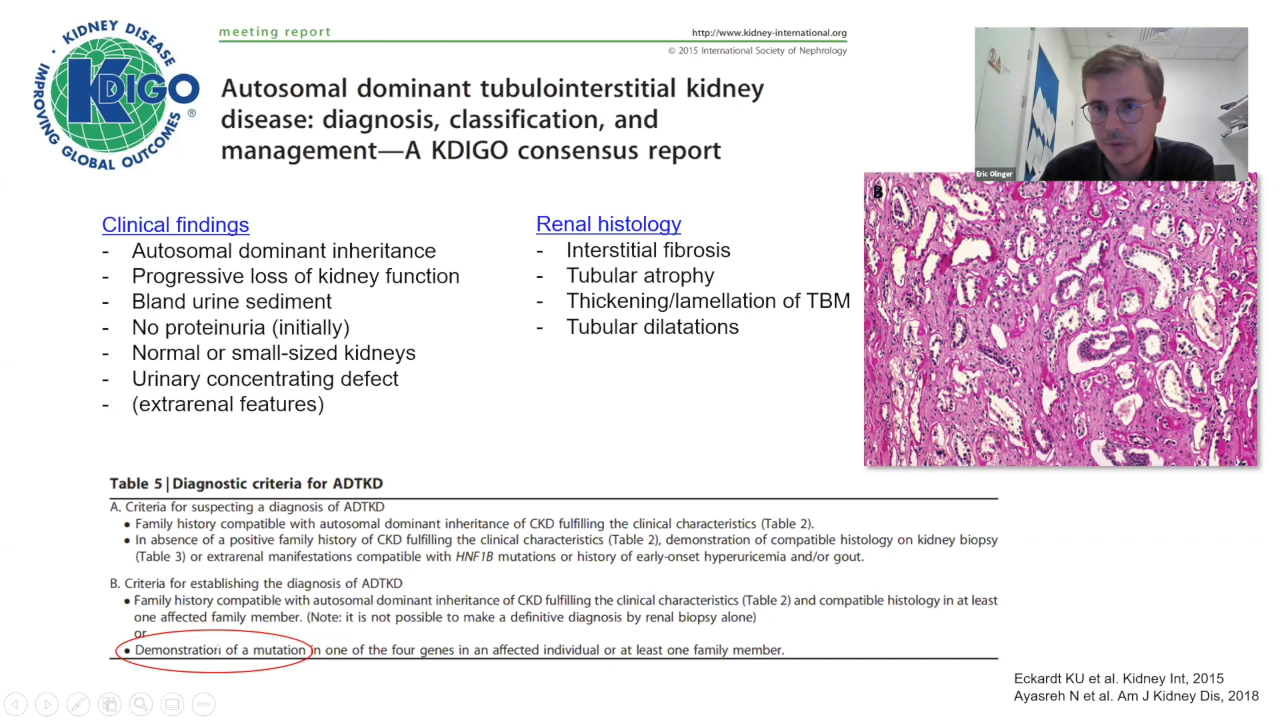 KIDNEY DISEASE
IMPROVING GLOBAL OUTCOMES
KDIGO
®
meeting report
http://www.kidney-international.org
© 2015 International Society of Nephrology
Autosomal dominant tubulointerstitial kidney
disease: diagnosis, classification, and
management—A KDIGO consensus report
Eric Olinger
B
Clinical findings
- Autosomal dominant inheritance
- Progressive loss of kidney function
- Bland urine sediment
- No proteinuria (initially)
- Normal or small-sized kidneys
- Urinary concentrating defect
- (extrarenal features)
Renal histology
- Interstitial fibrosis
- Tubular atrophy
- Thickening/lamellation of TBM
- Tubular dilatations
Table 5 | Diagnostic criteria for ADTKD
A. Criteria for suspecting a diagnosis of ADTKD
● Family history compatible with autosomal dominant inheritance of CKD fulfilling the clinical characteristics (Table 2).
● In absence of a positive family history of CKD fulfilling the clinical characteristics (Table 2), demonstration of compatible histology on kidney biopsy
(Table 3) or extrarenal manifestations compatible with HNF1B mutations or history of early-onset hyperuricemia and/or gout.
B. Criteria for establishing the diagnosis of ADTKD
● Family history compatible with autosomal dominant inheritance of CKD fulfilling the clinical characteristics (Table 2) and compatible histology in at least
one affected family member. (Note: it is not possible to make a definitive diagnosis by renal biopsy alone)
or
● Demonstration of a mutation in one of the four genes in an affected individual or at least one family member.
Eckardt KU et al. Kidney Int, 2015
Ayasreh N et al. Am J Kidney Dis, 2018